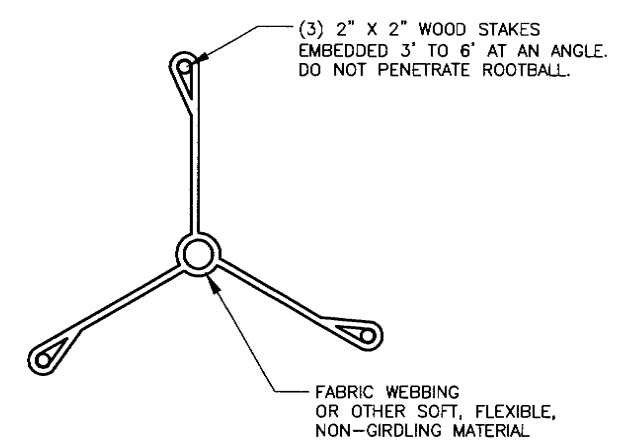 (3) 2" X 2" WOOD STAKES
EMBEDDED 3' TO 6' AT AN ANGLE.
DO NOT PENETRATE ROOTBALL.
FABRIC WEBBING
OR OTHER SOFT, FLEXIBLE,
NON-GIRDLING MATERIAL